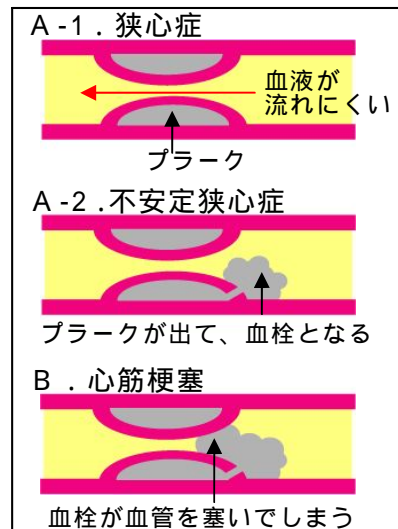 A-1．狭心症
血液が
流れにくい
プラーク
A-2．不安定狭心症
プラークが出て、血栓となる
B．心筋梗塞
血栓が血管を塞いでしまう